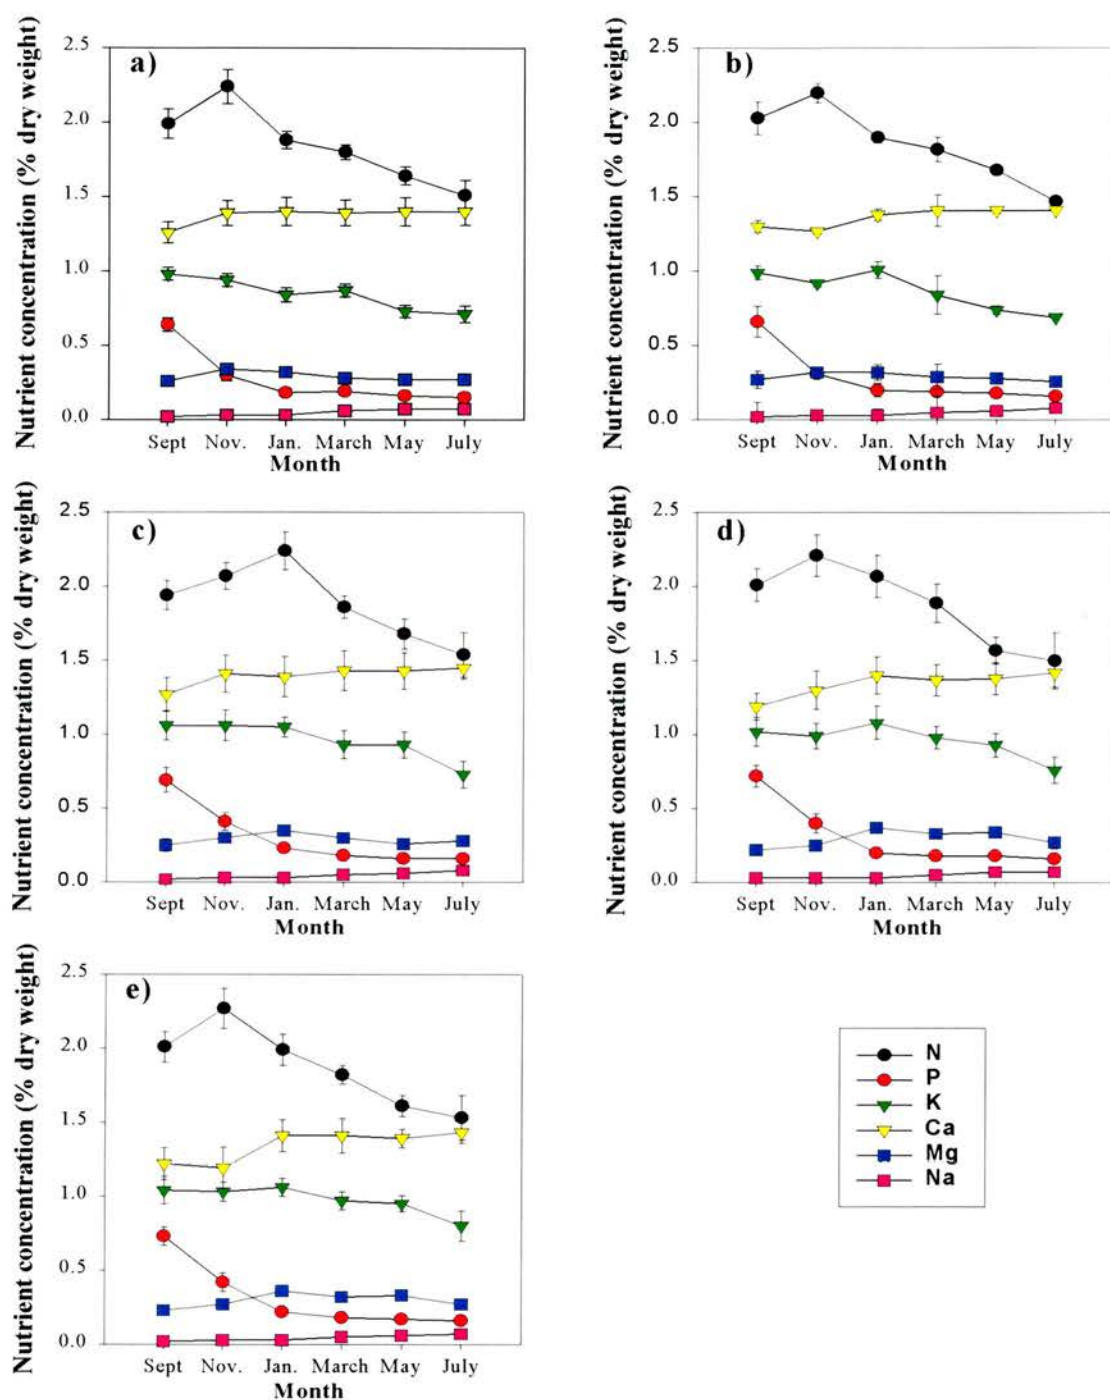 a)
Nutrient concentration (% dry weight)
2.5
2.0
1.5
1.0
0.5
0.0
Sept Nov. Jan. March May July
Month
b)
Nutrient concentration (% dry weight)
2.5
2.0
1.5
1.0
0.5
0.0
Sept Nov. Jan. March May July
Month
c)
Nutrient concentration (% dry weight)
2.5
2.0
1.5
1.0
0.5
0.0
Sept Nov. Jan. March May July
Month
d)
Nutrient concentration (% dry weight)
2.5
2.0
1.5
1.0
0.5
0.0
Sept Nov. Jan. March May July
Month
e)
Nutrient concentration (% dry weight)
2.5
2.0
1.5
1.0
0.5
0.0
Sept Nov. Jan. March May July
Month
N
P
K
Ca
Mg
Na